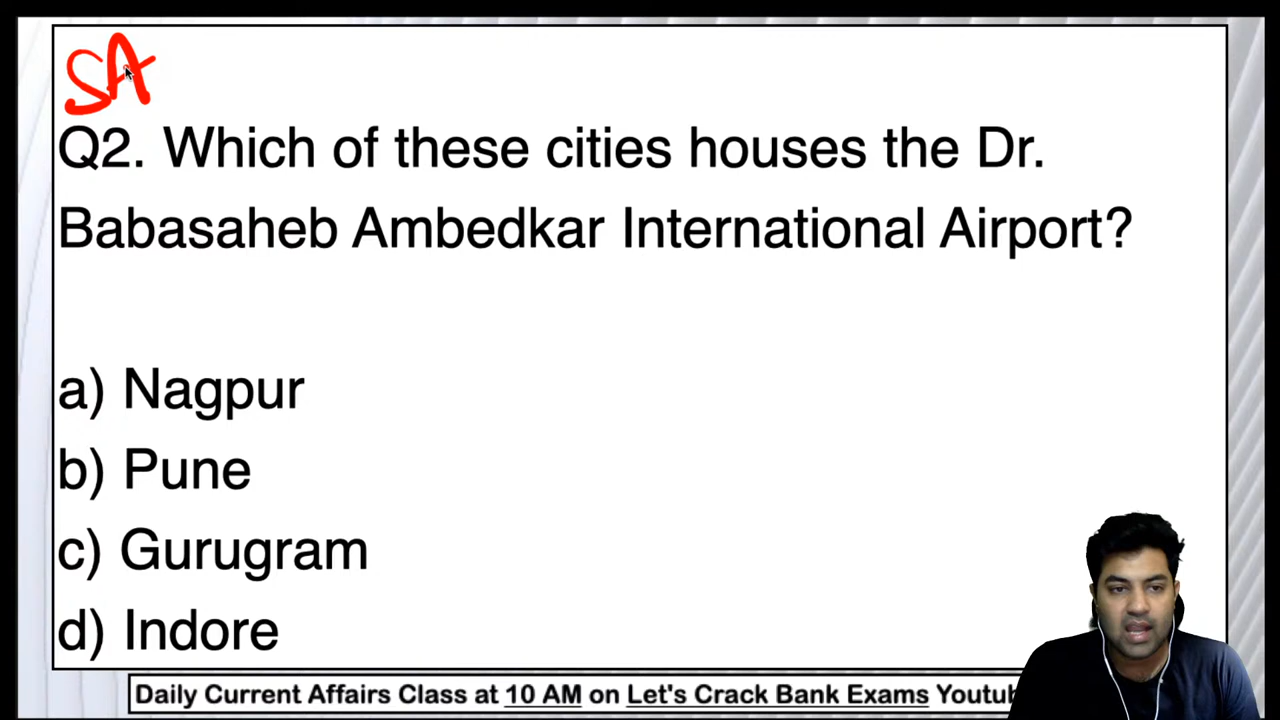 SA
Q2. Which of these cities houses the Dr.
Babasaheb Ambedkar International Airport?
a) Nagpur
b) Pune
c) Gurugram
d) Indore
Daily Current Affairs Class at 10 AM on Let's Crack Bank Exams Youtub